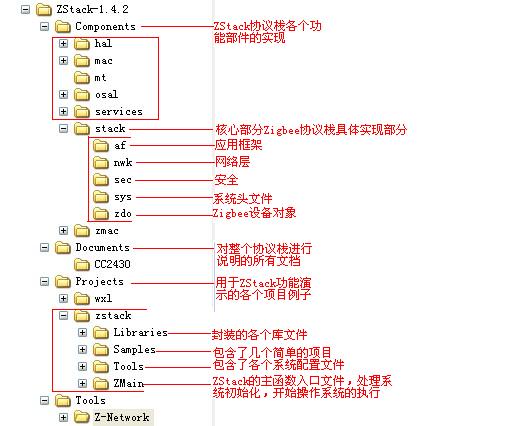 ZStack-1.4.2
Components
ZStack协议栈各个功
能部件的实现
hal
mac
mt
osal
services
stack
核心部分Zigbee协议栈具体实现部分
af
应用框架
nwk
网络层
sec
安全
sys
系统头文件
zdo
Zigbee设备对象
zmac
Documents
对整个协议栈进行
说明的所有文档
CC2430
Projects
用于ZStack功能演
示的各个项目例子
wxl
zstack
Libraries
封装的各个库文件
Samples
包含了几个简单的项目
Tools
包含了各个系统配置文件
ZMain
ZStack的主函数入口文件，处理系
统初始化，开始操作系统的执行
Tools
Z-Network